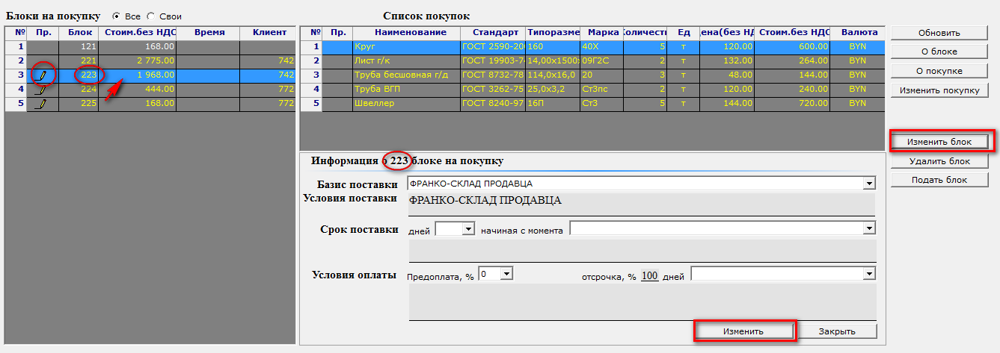 Блоки на покупку Все Свои
№ Пр. Блок Стоим.без НДС Время Клиент
1 121 168.00
2 221 2 775.00 742
3 223 1 968.00 742
4 224 444.00 772
5 225 168.00 772
Список покупок
№ Пр. Наименование Стандарт Типоразме Марка Количести Ед цена(без НД Стоим.без НДС Валюта
1 Круг ГОСТ 2590-20 160 40Х 5 т 120.00 600.00 BYN
2 Лист г/к ГОСТ 19903-7 14,00х1500х 09Г2С 2 т 132.00 264.00 BYN
3 Труба бесшовная г/д ГОСТ 8732-78 114,0х16,0 20 3 т 48.00 144.00 BYN
4 Труба ВГП ГОСТ 3262-75 25,0х3,2 Ст3пс 2 т 120.00 240.00 BYN
5 Швеллер ГОСТ 8240-97 16П Ст3 5 т 144.00 720.00 BYN
Обновить
О блоке
О покупке
Изменить покупку
Изменить блок
Удалить блок
Подать блок
Информация о 223 блоке на покупку
Базис поставки ФРАНКО-СКЛАД ПРОДАВЦА
Условия поставки ФРАНКО-СКЛАД ПРОДАВЦА
Срок поставки дней начиная с момента
Условия оплаты Предоплата, % 0 отсрочка, % 100 дней
Изменить Закрыть